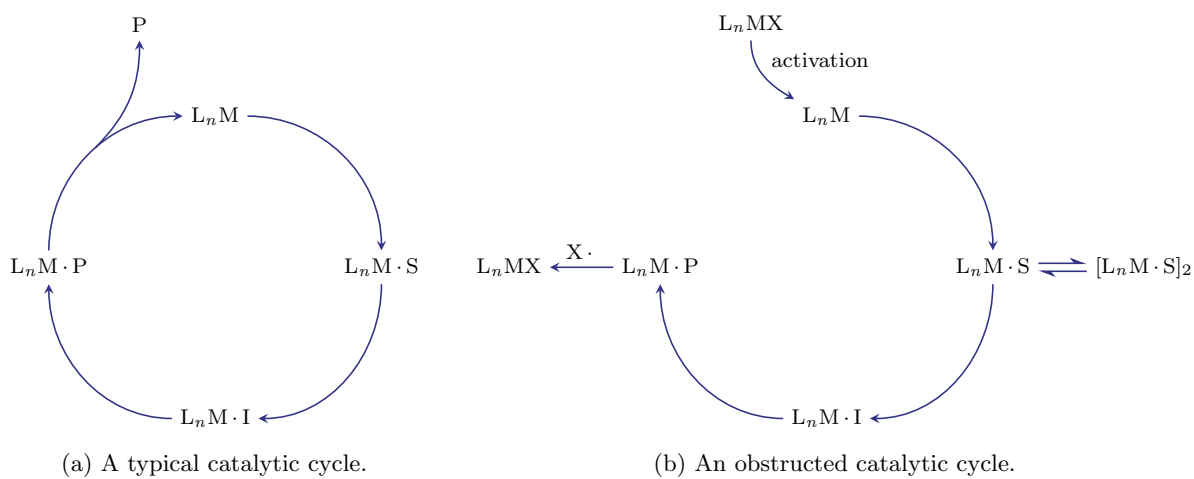 P
LₙM
LₙM · P
LₙM · S
LₙM · I
(a) A typical catalytic cycle.
LₙMX
activation
LₙM
LₙMX
X ·
LₙM · P
LₙM · S
[LₙM · S]₂
LₙM · I
(b) An obstructed catalytic cycle.